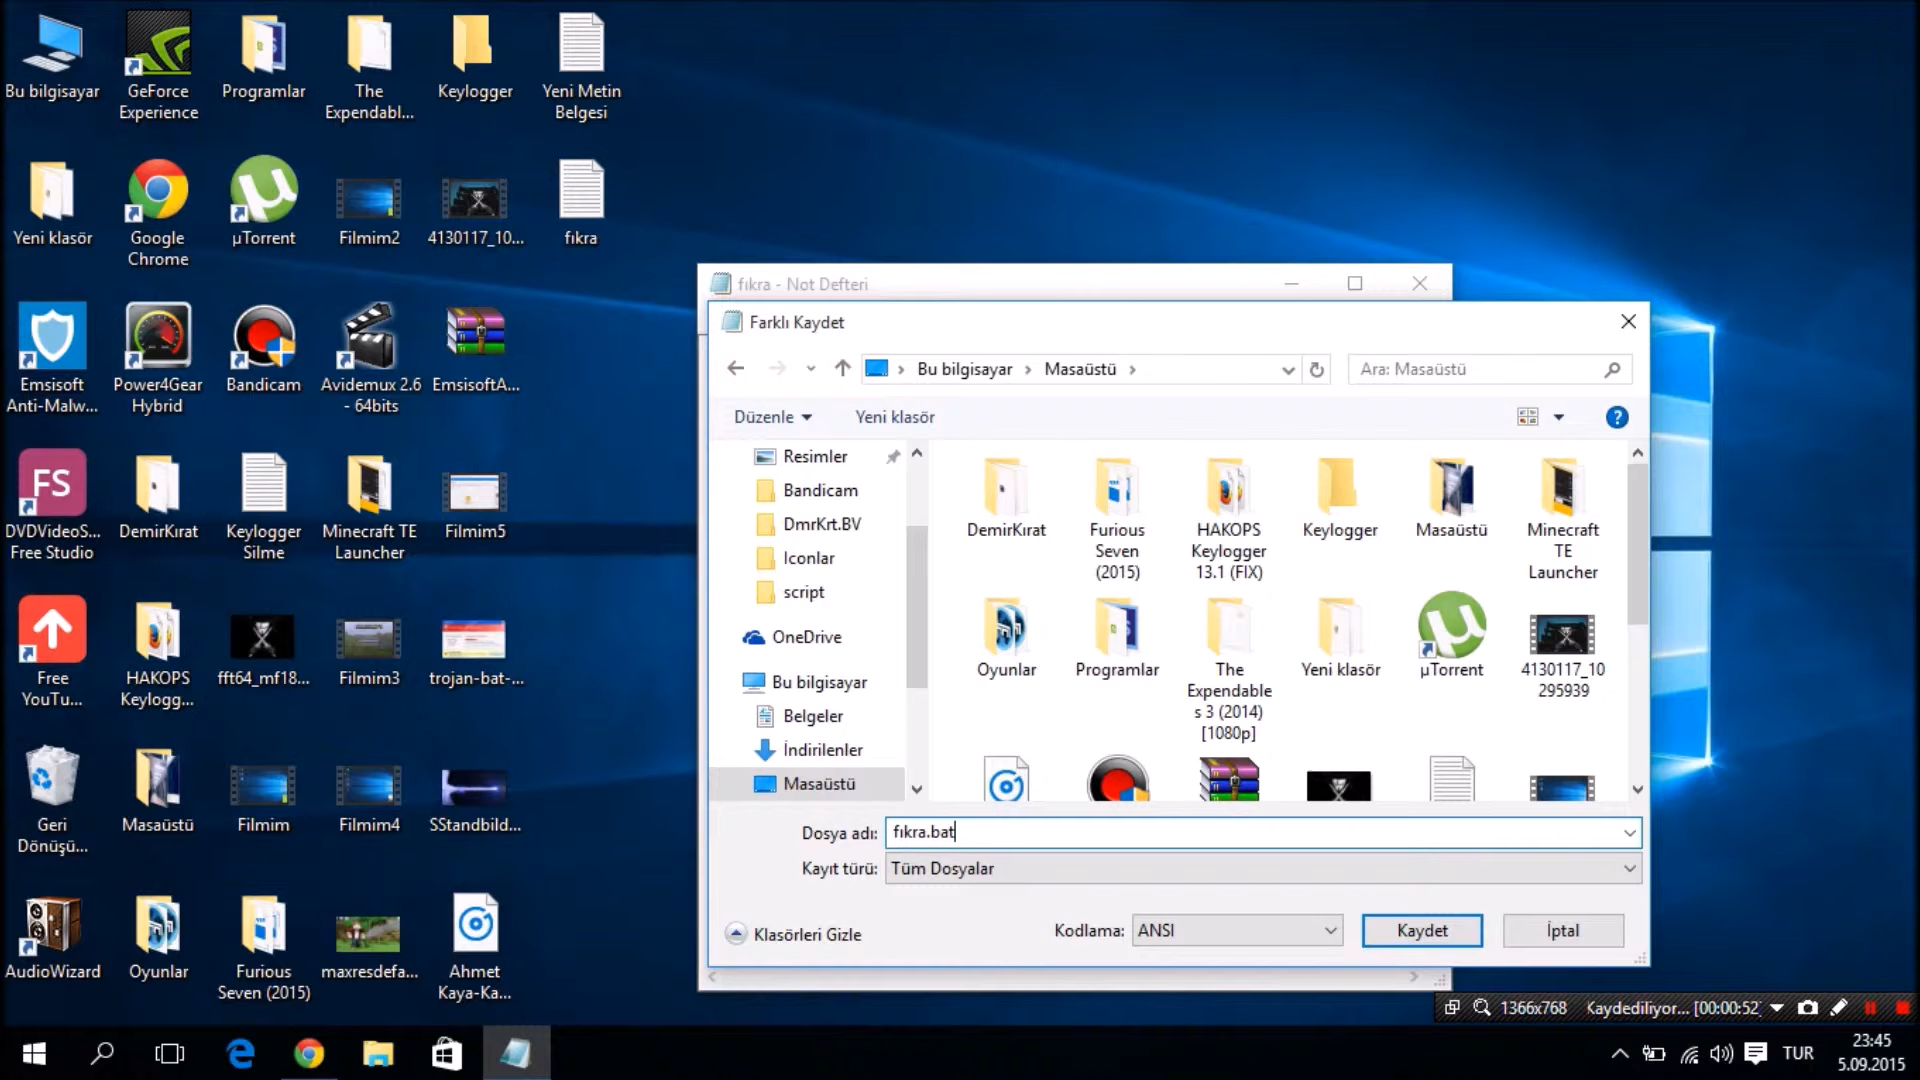 Bu bilgisayar
GeForce
Experience
Programlar
The
Expendabl...
Keylogger
Yeni Metin
Belgesi
Yeni klasör
Google
Chrome
µTorrent
Filmim2
4130117_10...
fıkra
Emsisoft
Anti-Malw...
Power4Gear
Hybrid
Bandicam
Avidemux 2.6
- 64bits
EmsisoftA...
FS
DVDVideoS...
Free Studio
DemirKırat
Keylogger
Silme
Minecraft TE
Launcher
Filmim5
Free
YouTu...
HAKOPS
Keylogg...
fft64_mf18...
Filmim3
trojan-bat-...
Geri
Dönüşü...
Masaüstü
Filmim
Filmim4
SStandbild...
AudioWizard
Oyunlar
Furious
Seven (2015)
maxresdefa...
Ahmet
Kaya-Ka...
fıkra - Not Defteri
Farklı Kaydet
Bu bilgisayar
Masaüstü
Ara: Masaüstü
Düzenle
Yeni klasör
?
Resimler
Bandicam
DmrKrt.BV
Iconlar
script
OneDrive
Bu bilgisayar
Belgeler
İndirilenler
Masaüstü
DemirKırat
Furious
Seven
(2015)
HAKOPS
Keylogger
13.1 (FIX)
Keylogger
Masaüstü
Minecraft
TE
Launcher
Oyunlar
Programlar
The
Expendable
s 3 (2014)
[1080p]
Yeni klasör
µTorrent
4130117_10
295939
Dosya adı: fıkra.bat
Kayıt türü: Tüm Dosyalar
Klasörleri Gizle
Kodlama: ANSI
Kaydet
İptal
1366x768 Kaydediliyor... [00:00:52]
TUR
23:45
5.09.2015